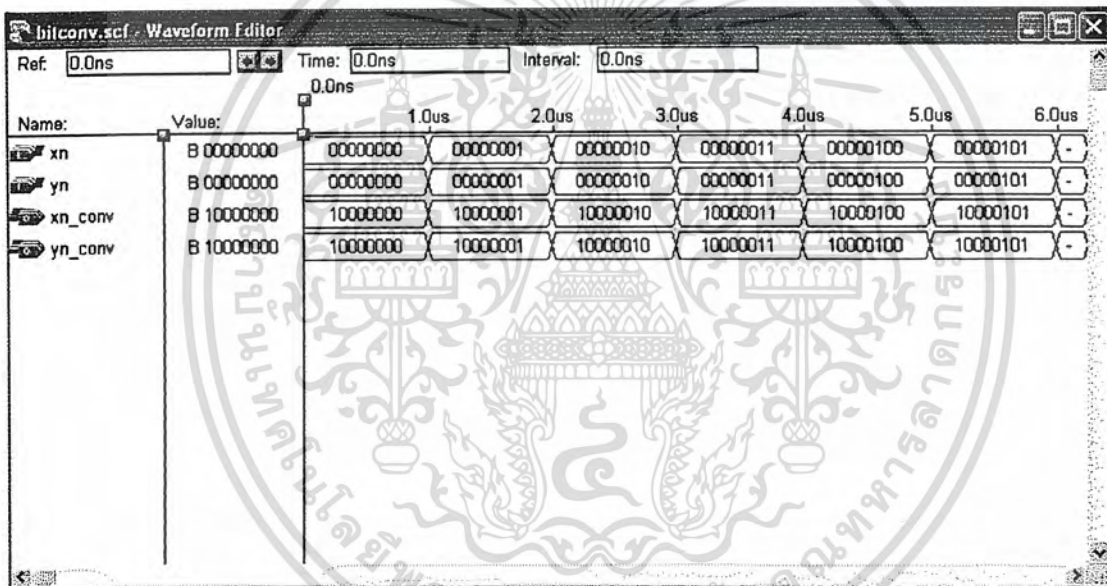 bitconv.scf - Waveform Editor
Ref: 0.0ns Time: 0.0ns Interval: 0.0ns
0.0ns
Name: Value: 1.0us 2.0us 3.0us 4.0us 5.0us 6.0us
xn B 00000000 00000000 00000001 00000010 00000011 00000100 00000101 -
yn B 00000000 00000000 00000001 00000010 00000011 00000100 00000101 -
xn_conv B 10000000 10000000 10000001 10000010 10000011 10000100 10000101 -
yn_conv B 10000000 10000000 10000001 10000010 10000011 10000100 10000101 -